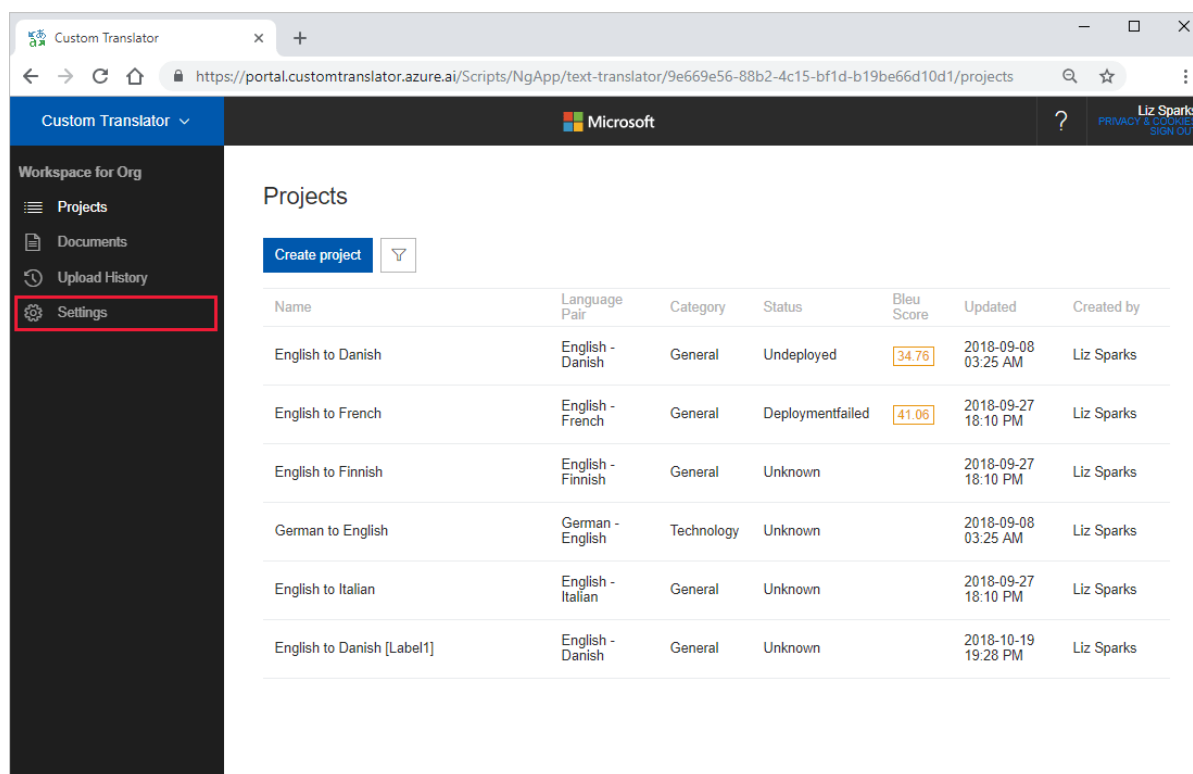 Custom Translator
https://portal.customtranslator.azure.ai/Scripts/NgApp/text-translator/9e669e56-88b2-4c15-bf1d-b19be66d10d1/projects
Custom Translator
Microsoft
?
Liz Sparks
PRIVACY & COOKIES
SIGN OUT
Workspace for Org
Projects
Documents
Upload History
Settings
Projects
Create project
Name Language Pair Category Status Bleu Score Updated Created by
English to Danish English - Danish General Undeployed 34.76 2018-09-08 03:25 AM Liz Sparks
English to French English - French General Deploymentfailed 41.06 2018-09-27 18:10 PM Liz Sparks
English to Finnish English - Finnish General Unknown 2018-09-27 18:10 PM Liz Sparks
German to English German - English Technology Unknown 2018-09-08 03:25 AM Liz Sparks
English to Italian English - Italian General Unknown 2018-09-27 18:10 PM Liz Sparks
English to Danish [Label1] English - Danish General Unknown 2018-10-19 19:28 PM Liz Sparks